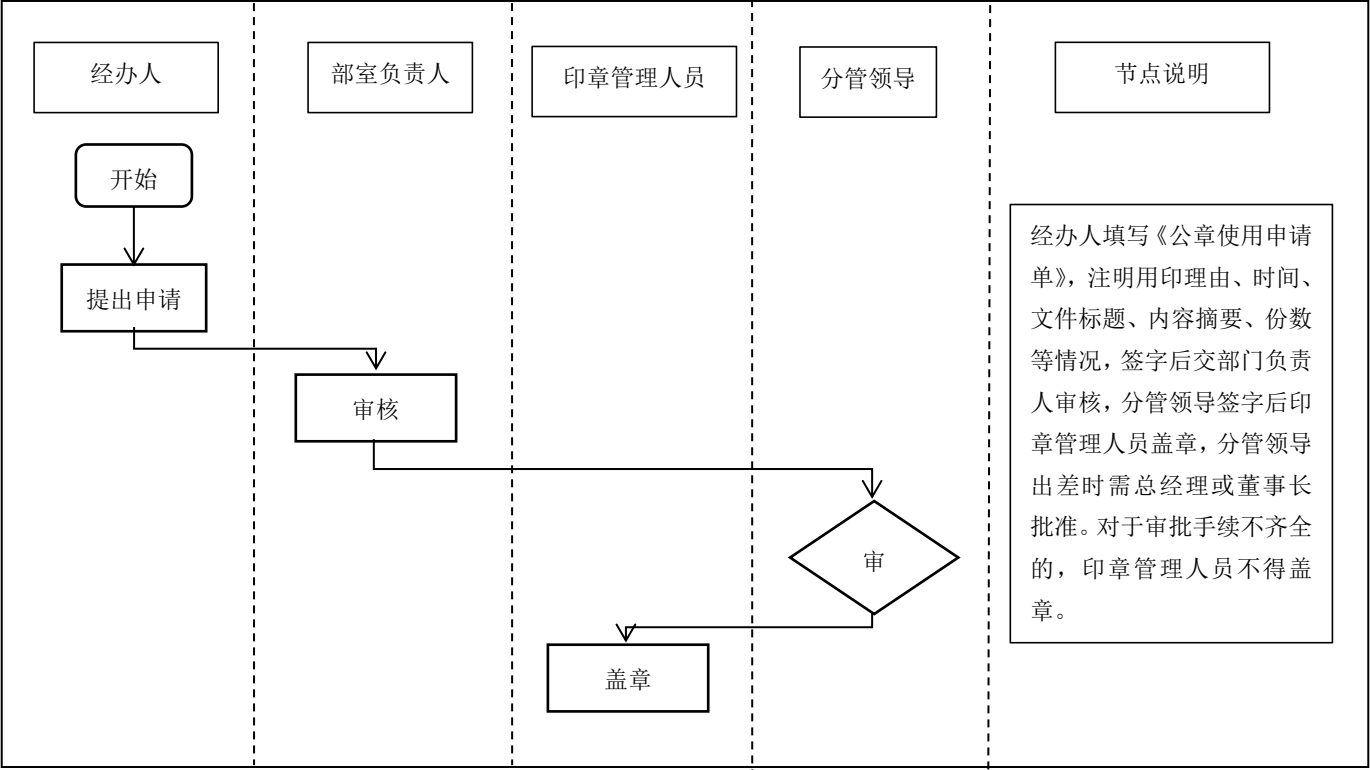 经办人
部室负责人
印章管理人员
分管领导
节点说明
开始
提出申请
审核
审
盖章
经办人填写《公章使用申请
单》，注明用印理由、时间、
文件标题、内容摘要、份数
等情况，签字后交部门负责
人审核，分管领导签字后印
章管理人员盖章，分管领导
出差时需总经理或董事长
批准。对于审批手续不齐全
的，印章管理人员不得盖
章。